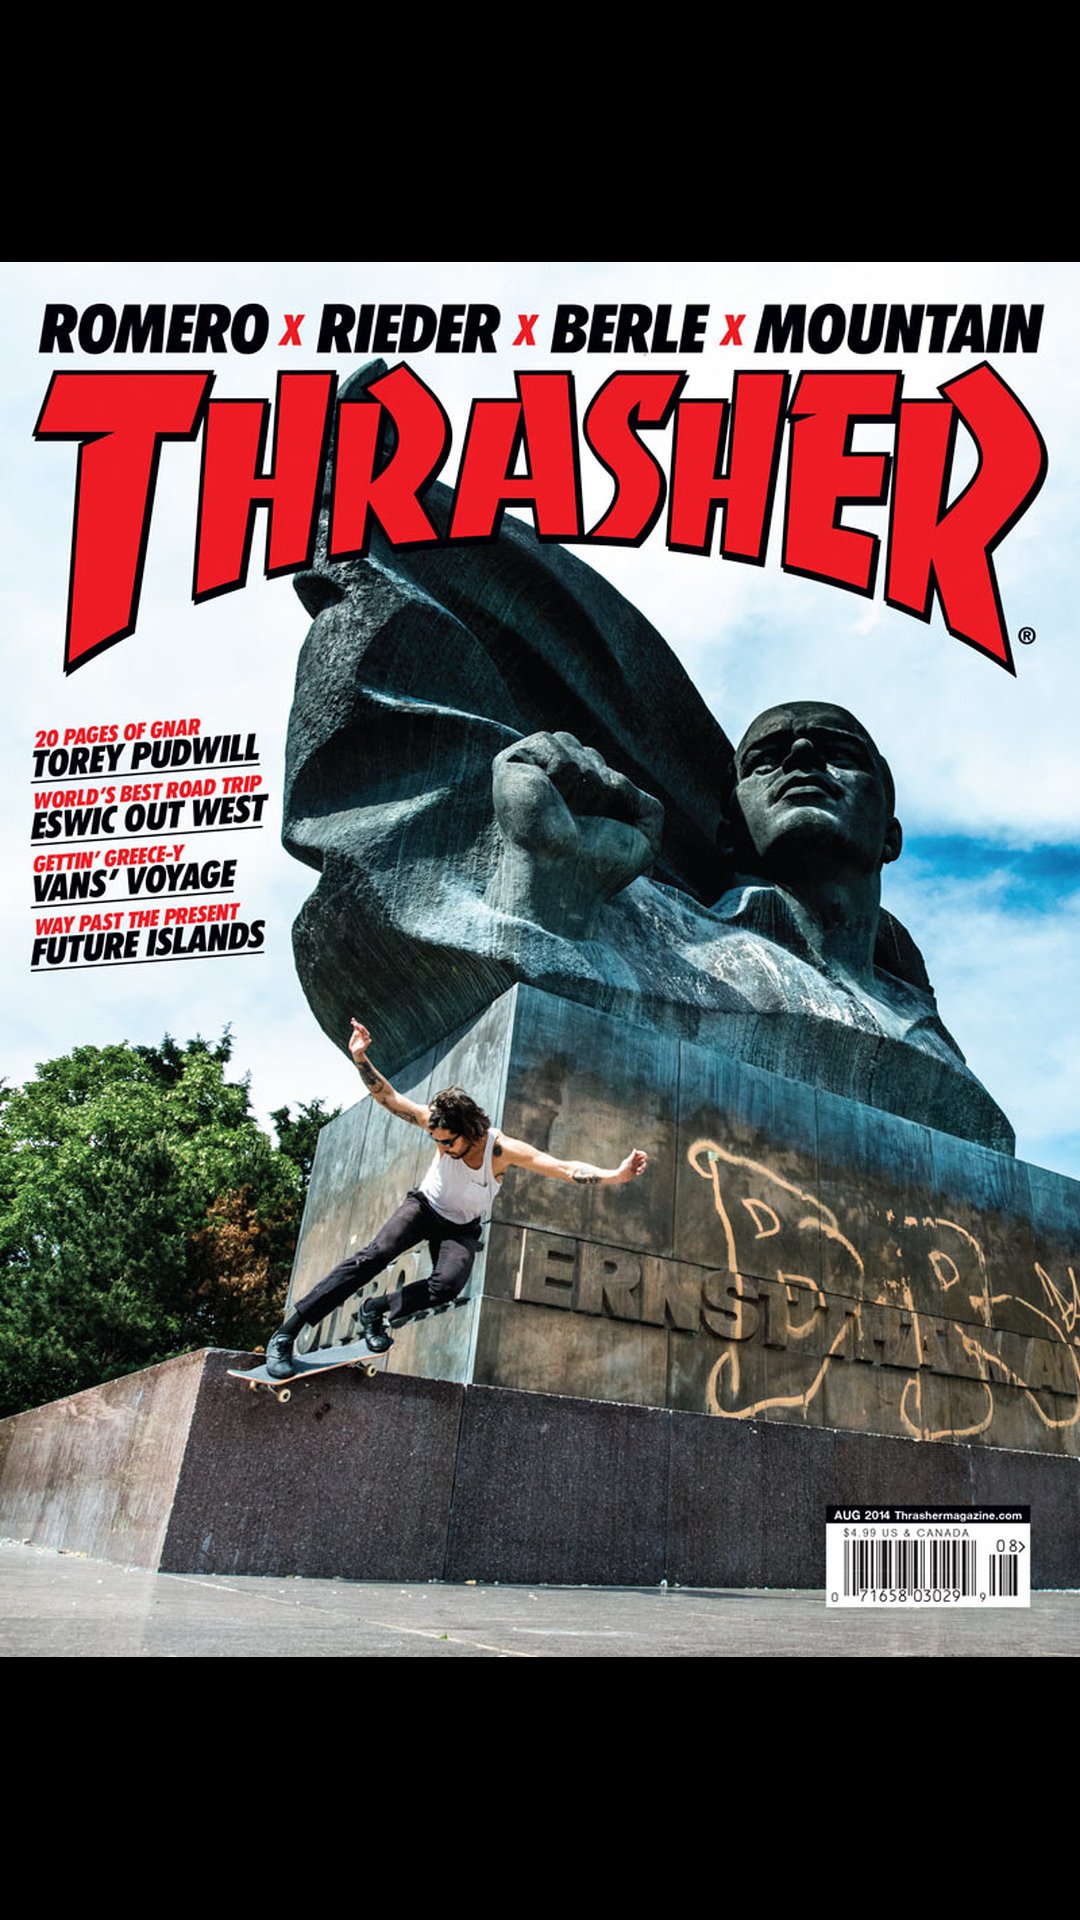 ROMERO X RIEDER X BERLE X MOUNTAIN
THRASHER®
20 PAGES OF GNAR
TOREY PUDWILL
WORLD'S BEST ROAD TRIP
ESWIC OUT WEST
GETTIN' GREECE-Y
VANS' VOYAGE
WAY PAST THE PRESENT
FUTURE ISLANDS
ERNST
AUG 2014 Thrashermagazine.com
$4.99 US & CANADA
08>
0 71658 03029 9